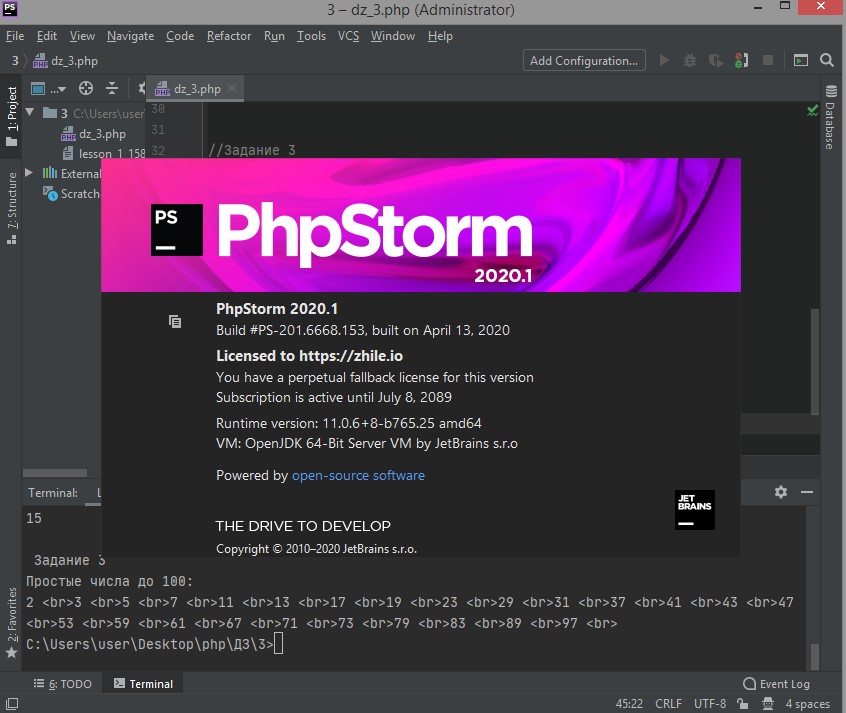 PS
3 – dz_3.php (Administrator)
File Edit View Navigate Code Refactor Run Tools VCS Window Help
3 dz_3.php
Add Configuration...
1: Project
7: Structure
2: Favorites
Database
...
dz_3.php
3 C:\Users\user
dz_3.php
lesson_1_158
External
Scratch
30
31
32 //Задание 3
PS
PhpStorm
2020.1
PhpStorm 2020.1
Build #PS-201.6668.153, built on April 13, 2020
Licensed to https://zhile.io
You have a perpetual fallback license for this version
Subscription is active until July 8, 2089
Runtime version: 11.0.6+8-b765.25 amd64
VM: OpenJDK 64-Bit Server VM by JetBrains s.r.o
Powered by open-source software
JET
BRAINS
THE DRIVE TO DEVELOP
Copyright © 2010–2020 JetBrains s.r.o.
Terminal: L
15
Задание 3
Простые числа до 100:
2 <br>3 <br>5 <br>7 <br>11 <br>13 <br>17 <br>19 <br>23 <br>29 <br>31 <br>37 <br>41 <br>43 <br>47
<br>53 <br>59 <br>61 <br>67 <br>71 <br>73 <br>79 <br>83 <br>89 <br>97 <br>
C:\Users\user\Desktop\php\ДЗ\3>
6: TODO Terminal Event Log
45:22 CRLF UTF-8 4 spaces